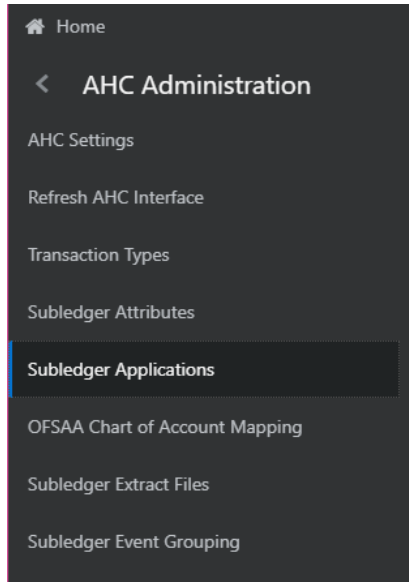 Home
AHC Administration
AHC Settings
Refresh AHC Interface
Transaction Types
Subledger Attributes
Subledger Applications
OFSAA Chart of Account Mapping
Subledger Extract Files
Subledger Event Grouping